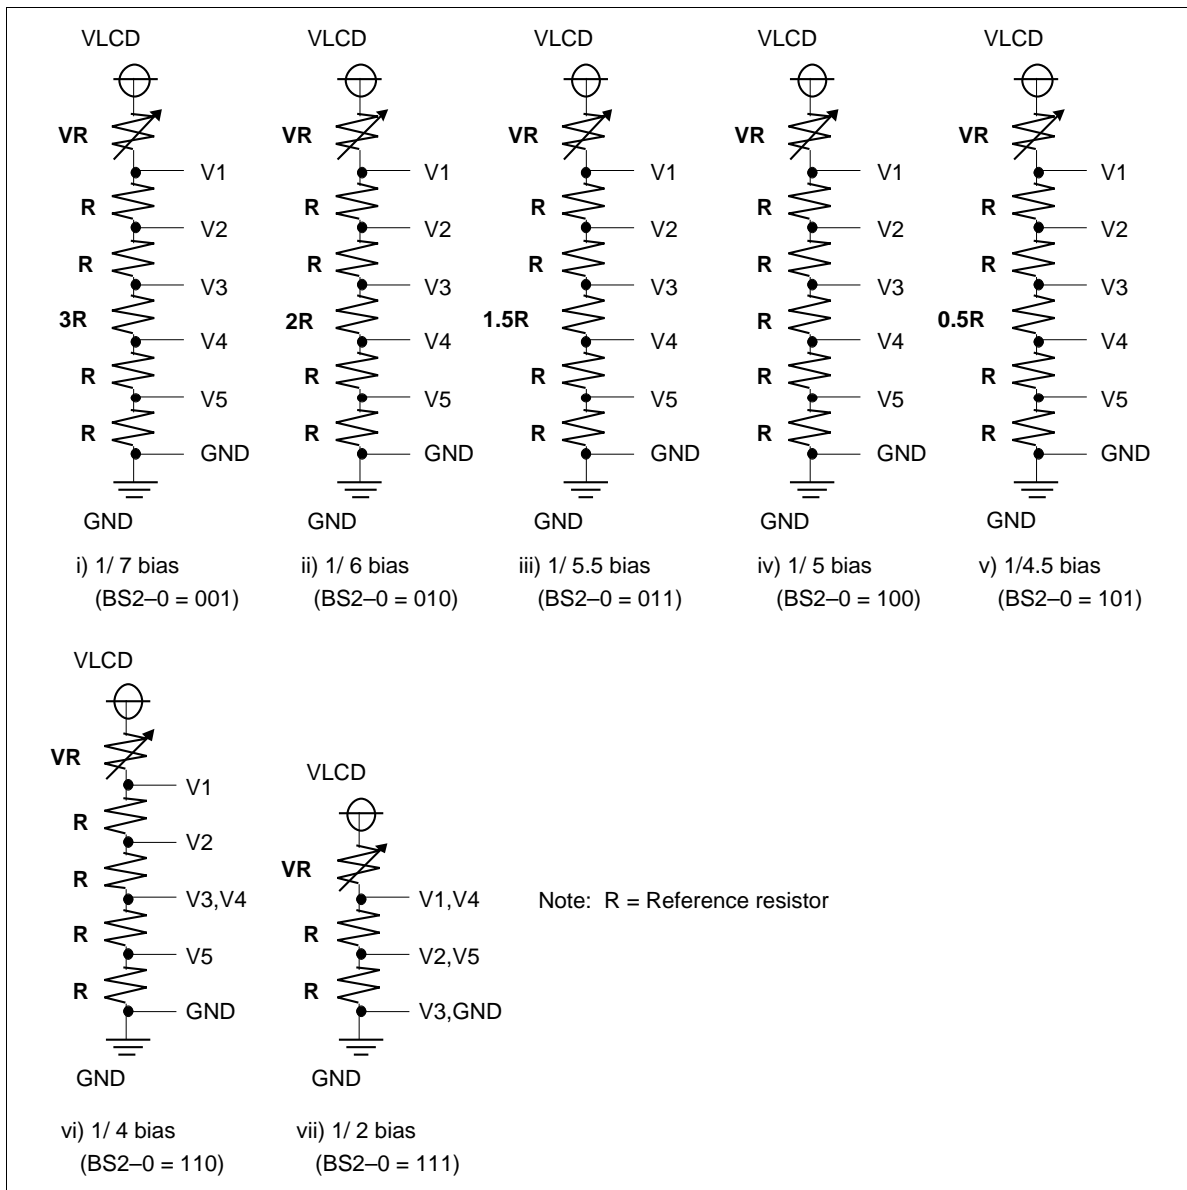 VLCD VLCD VLCD VLCD VLCD
VR VR VR VR VR
V1 V1 V1 V1 V1
R R R R R
V2 V2 V2 V2 V2
R R R R R
V3 V3 V3 V3 V3
3R 2R 1.5R R 0.5R
V4 V4 V4 V4 V4
R R R R R
V5 V5 V5 V5 V5
R R R R R
GND GND GND GND GND
GND GND GND GND GND
i) 1/ 7 bias ii) 1/ 6 bias iii) 1/ 5.5 bias iv) 1/ 5 bias v) 1/4.5 bias
(BS2–0 = 001) (BS2–0 = 010) (BS2–0 = 011) (BS2–0 = 100) (BS2–0 = 101)
VLCD
VR
V1
R
V2
R
V3,V4
R
V5
R
GND
GND
vi) 1/ 4 bias
(BS2–0 = 110)
VLCD
VR
V1,V4
R
V2,V5
R
V3,GND
GND
vii) 1/ 2 bias
(BS2–0 = 111)
Note: R = Reference resistor